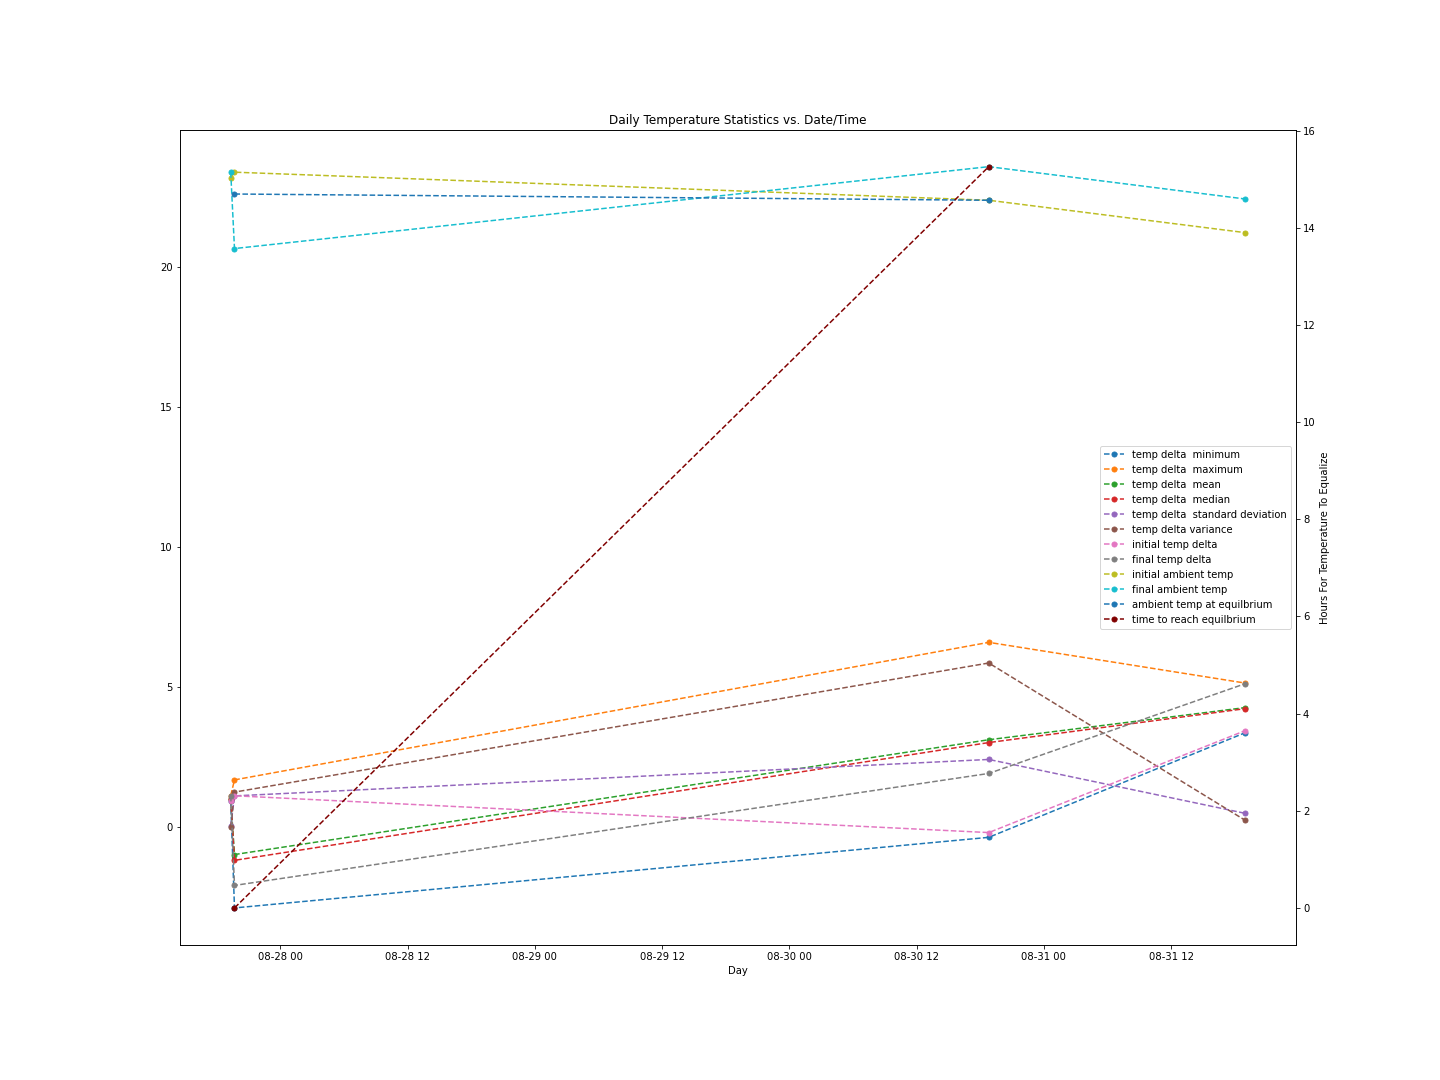 Daily Temperature Statistics vs. Date/Time
16
14
12
10
8
6
4
2
0
20
15
10
5
0
Hours For Temperature To Equalize
temp delta  minimum
temp delta  maximum
temp delta  mean
temp delta  median
temp delta  standard deviation
temp delta variance
initial temp delta
final temp delta
initial ambient temp
final ambient temp
ambient temp at equilbrium
time to reach equilbrium
08-28 00 08-28 12 08-29 00 08-29 12 08-30 00 08-30 12 08-31 00 08-31 12
Day